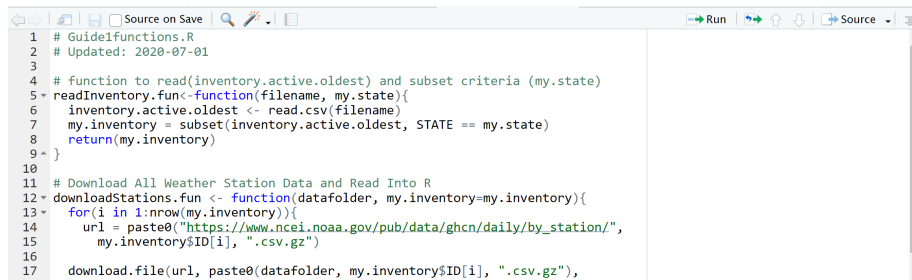 Source on Save Run Source
1 # Guide1functions.R
2 # Updated: 2020-07-01
3
4 # function to read(inventory.active.oldest) and subset criteria (my.state)
5 readInventory.fun<-function(filename, my.state){
6   inventory.active.oldest <- read.csv(filename)
7   my.inventory = subset(inventory.active.oldest, STATE == my.state)
8   return(my.inventory)
9 }
10
11 # Download All Weather Station Data and Read Into R
12 downloadStations.fun <- function(datafolder, my.inventory=my.inventory){
13   for(i in 1:nrow(my.inventory)){
14     url = paste0("https://www.ncei.noaa.gov/pub/data/ghcn/daily/by_station/",
15       my.inventory$ID[i], ".csv.gz")
16
17   download.file(url, paste0(datafolder, my.inventory$ID[i], ".csv.gz"),